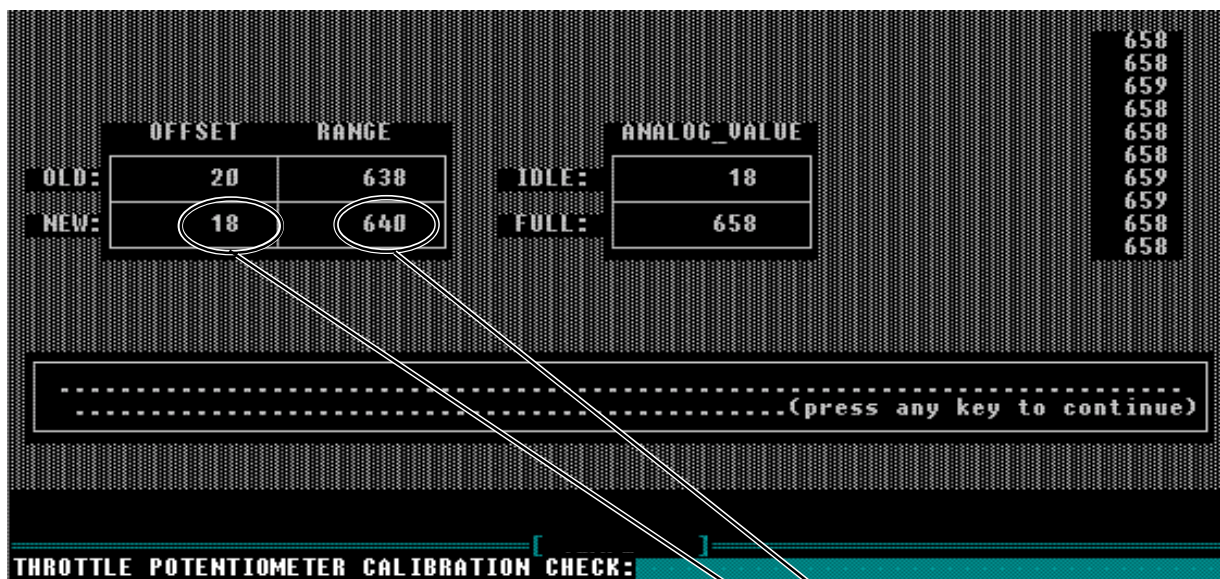 658
658
659
658
OFFSET RANGE ANALOG_VALUE 658
658
OLD: 20 638 IDLE: 18 659
659
NEW: 18 640 FULL: 658 658
658
(press any key to continue)
[ ]
THROTTLE POTENTIOMETER CALIBRATION CHECK: